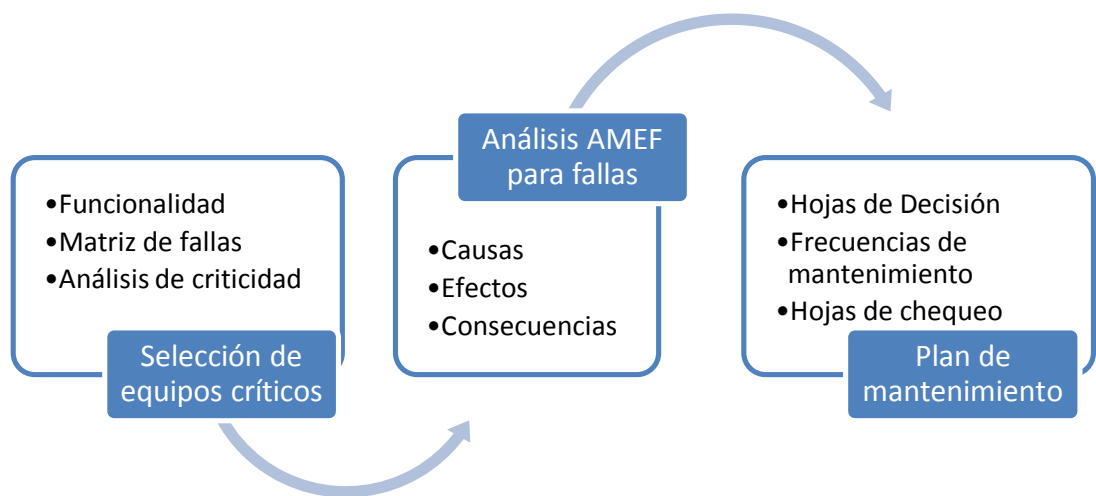 •Funcionalidad
•Matriz de fallas
•Análisis de criticidad
Selección de
equipos críticos
Análisis AMEF
para fallas
•Causas
•Efectos
•Consecuencias
•Hojas de Decisión
•Frecuencias de
mantenimiento
•Hojas de chequeo
Plan de
mantenimiento